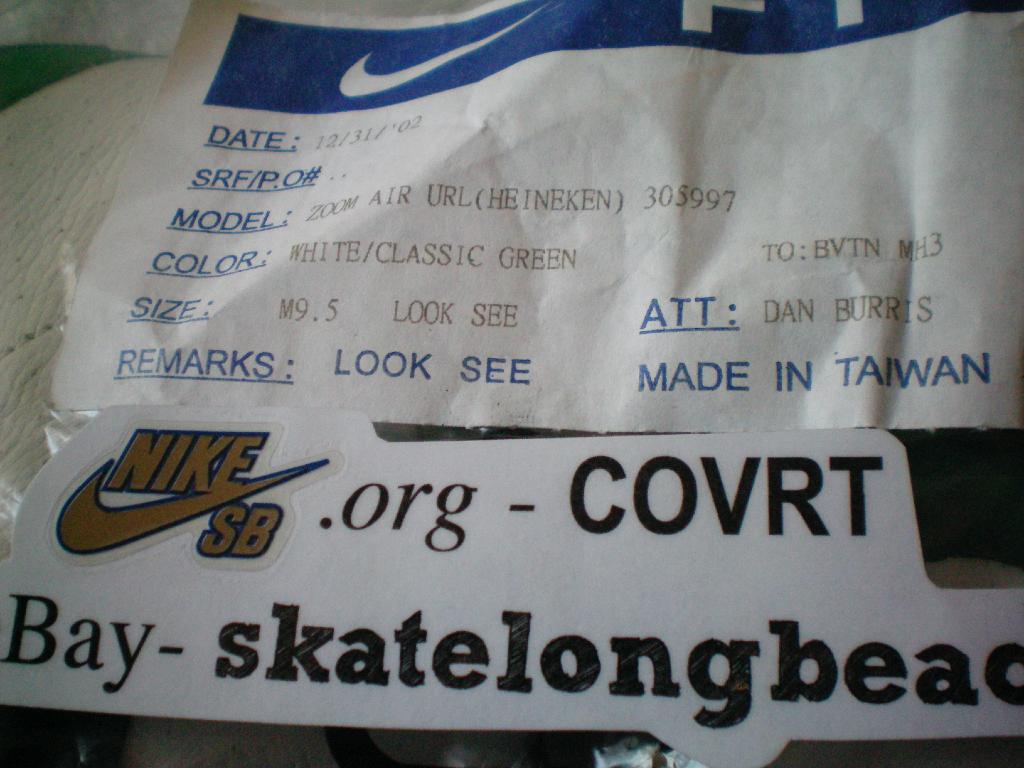 DATE: 12/31/'02
SRF/P.O# ..
MODEL: ZOOM AIR URL(HEINEKEN) 305997
COLOR: WHITE/CLASSIC GREEN TO:BVTN MH3
SIZE: M9.5 LOOK SEE ATT: DAN BURRIS
REMARKS: LOOK SEE MADE IN TAIWAN
NIKE SB .org - COVRT
Bay- skatelongbeac